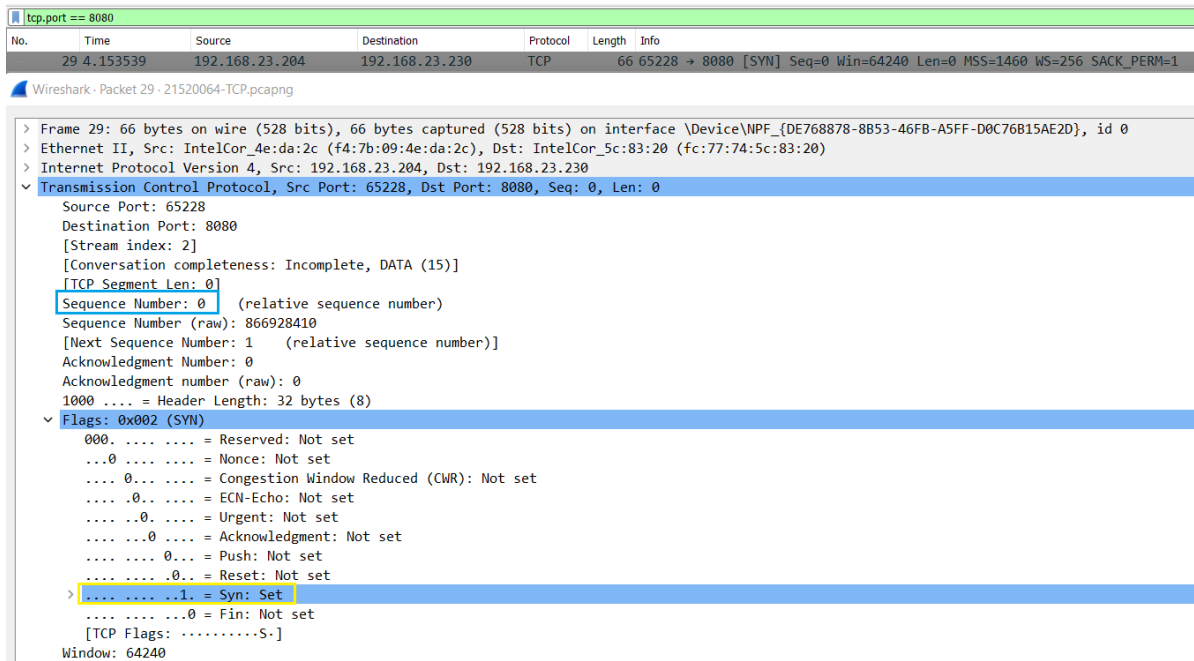 tcp.port == 8080
No. Time Source Destination Protocol Length Info
29 4.153539 192.168.23.204 192.168.23.230 TCP 66 65228 → 8080 [SYN] Seq=0 Win=64240 Len=0 MSS=1460 WS=256 SACK_PERM=1
Wireshark · Packet 29 · 21520064-TCP.pcapng
Frame 29: 66 bytes on wire (528 bits), 66 bytes captured (528 bits) on interface \Device\NPF_{DE768878-8B53-46FB-A5FF-D0C76B15AE2D}, id 0
Ethernet II, Src: IntelCor_4e:da:2c (f4:7b:09:4e:da:2c), Dst: IntelCor_5c:83:20 (fc:77:74:5c:83:20)
Internet Protocol Version 4, Src: 192.168.23.204, Dst: 192.168.23.230
Transmission Control Protocol, Src Port: 65228, Dst Port: 8080, Seq: 0, Len: 0
Source Port: 65228
Destination Port: 8080
[Stream index: 2]
[Conversation completeness: Incomplete, DATA (15)]
[TCP Segment Len: 0]
Sequence Number: 0 (relative sequence number)
Sequence Number (raw): 866928410
[Next Sequence Number: 1 (relative sequence number)]
Acknowledgment Number: 0
Acknowledgment number (raw): 0
1000 .... = Header Length: 32 bytes (8)
Flags: 0x002 (SYN)
000. .... .... = Reserved: Not set
...0 .... .... = Nonce: Not set
.... 0... .... = Congestion Window Reduced (CWR): Not set
.... .0.. .... = ECN-Echo: Not set
.... ..0. .... = Urgent: Not set
.... ...0 .... = Acknowledgment: Not set
.... .... 0... = Push: Not set
.... .... .0.. = Reset: Not set
.... .... ..1. = Syn: Set
.... .... ...0 = Fin: Not set
[TCP Flags: ··········S·]
Window: 64240